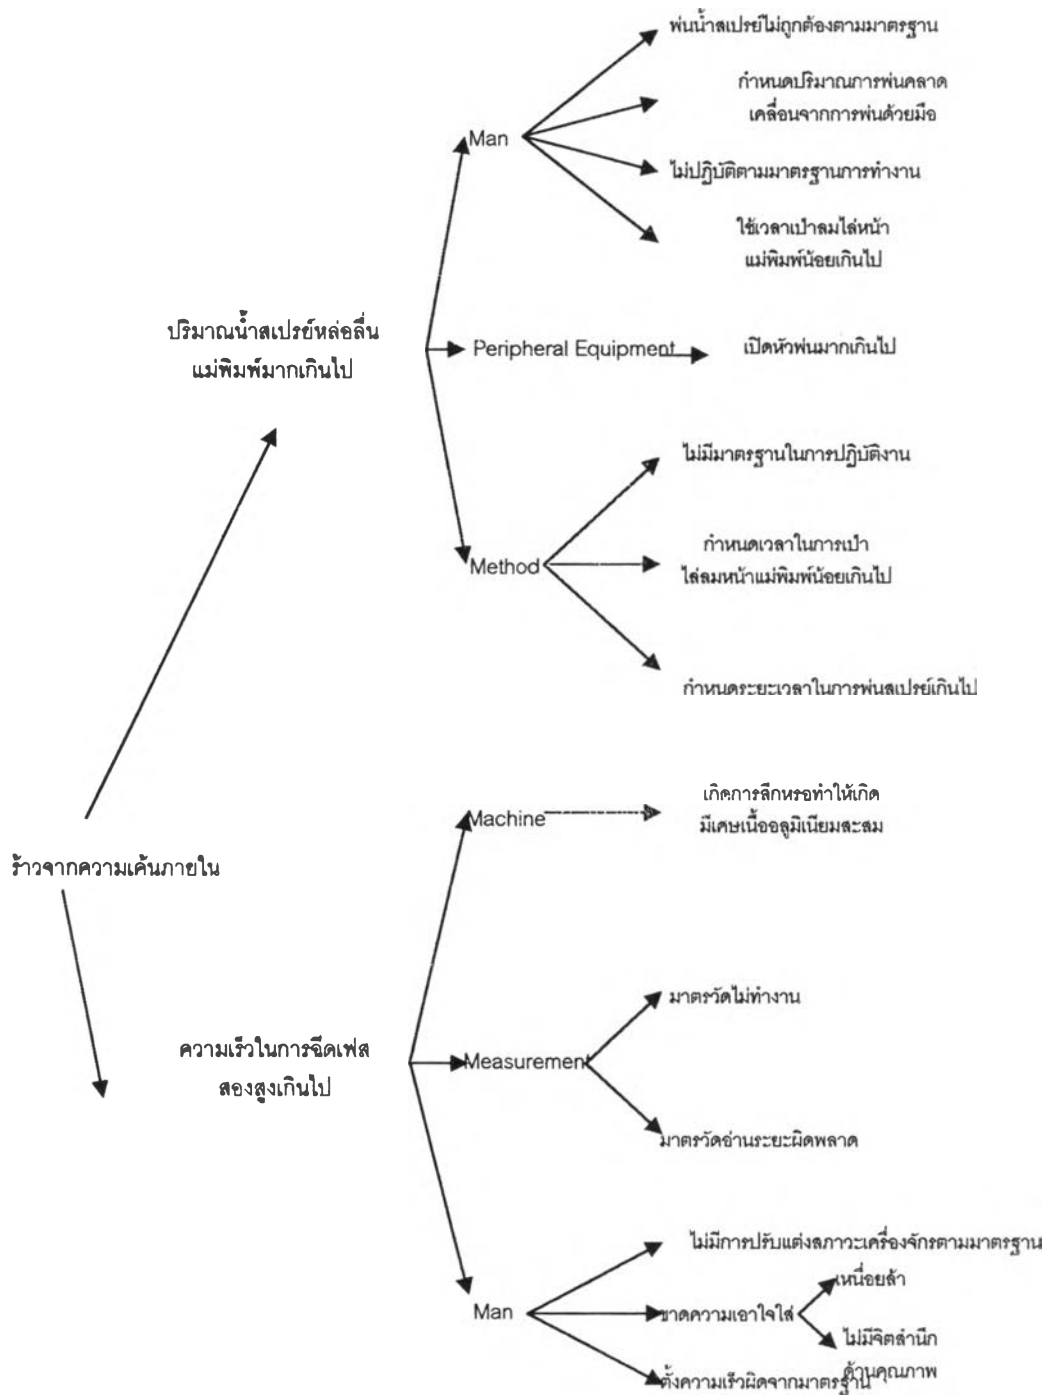 พ่นน้ำสเปรย์ไม่ถูกต้องตามมาตรฐาน
กำหนดปริมาณการพ่นคลาด
เคลื่อนจากการพ่นด้วยมือ
Man
ไม่ปฏิบัติตามมาตรฐานการทำงาน
ใช้เวลาเป่าลมไล่หน้า
แม่พิมพ์น้อยเกินไป
ปริมาณน้ำสเปรย์หล่อลื่น
แม่พิมพ์มากเกินไป
Peripheral Equipment
เปิดหัวพ่นมากเกินไป
ไม่มีมาตรฐานในการปฏิบัติงาน
กำหนดเวลาในการเป่า
ไล่ลมหน้าแม่พิมพ์น้อยเกินไป
Method
กำหนดระยะเวลาในการพ่นสเปรย์เกินไป
เกิดการสึกหรอทำให้เกิด
มีเศษเนื้ออลูมิเนียมสะสม
Machine
ร้าวจากความเค้นภายใน
มาตรวัดไม่ทำงาน
ความเร็วในการฉีดเฟส
สองสูงเกินไป
Measurement
มาตรวัดอ่านระยะผิดพลาด
ไม่มีการปรับแต่งสภาวะเครื่องจักรตามมาตรฐาน
เหนื่อยล้า
Man
ขาดความเอาใจใส่
ไม่มีจิตสำนึก
ด้านคุณภาพ
ตั้งความเร็วผิดจากมาตรฐาน